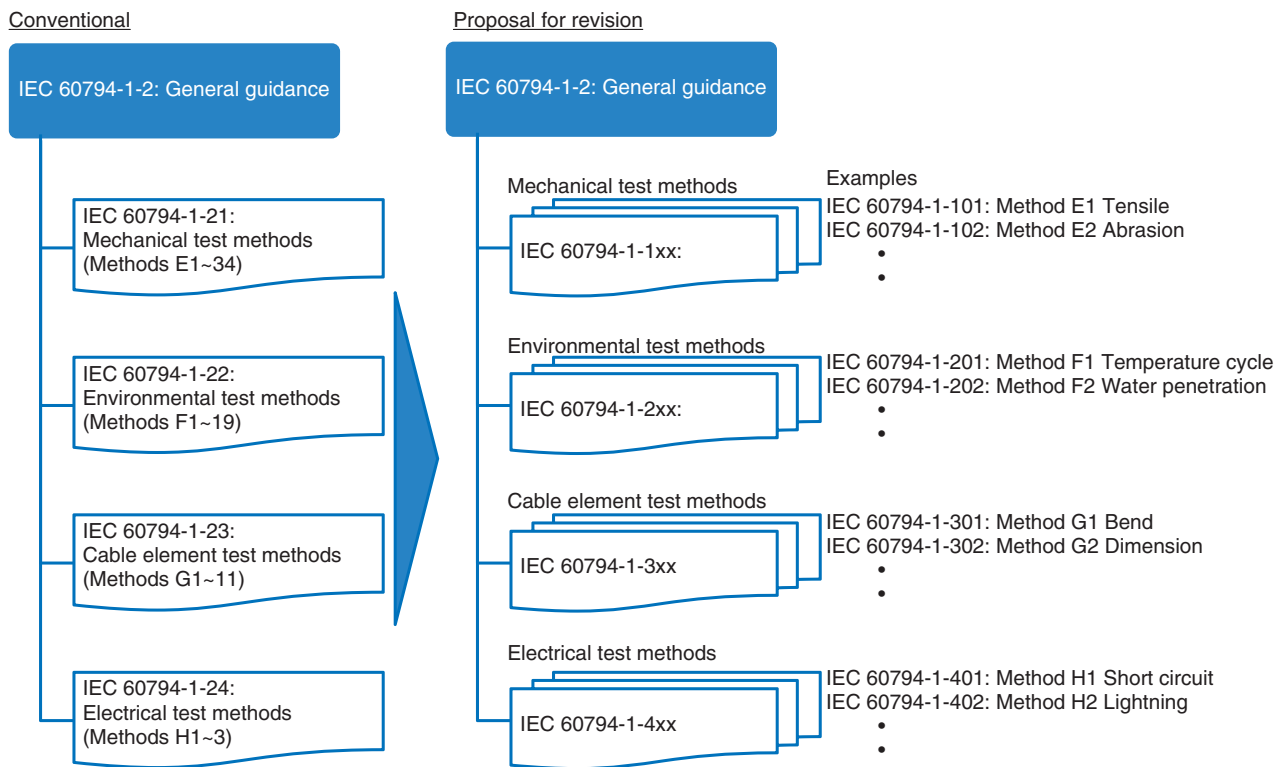 Conventional
IEC 60794-1-2: General guidance
IEC 60794-1-21:
Mechanical test methods
(Methods E1~34)
IEC 60794-1-22:
Environmental test methods
(Methods F1~19)
IEC 60794-1-23:
Cable element test methods
(Methods G1~11)
IEC 60794-1-24:
Electrical test methods
(Methods H1~3)
Proposal for revision
IEC 60794-1-2: General guidance
Mechanical test methods
IEC 60794-1-1xx:
Examples
IEC 60794-1-101: Method E1 Tensile
IEC 60794-1-102: Method E2 Abrasion
•
•
Environmental test methods
IEC 60794-1-2xx:
IEC 60794-1-201: Method F1 Temperature cycle
IEC 60794-1-202: Method F2 Water penetration
•
•
Cable element test methods
IEC 60794-1-3xx
IEC 60794-1-301: Method G1 Bend
IEC 60794-1-302: Method G2 Dimension
•
•
Electrical test methods
IEC 60794-1-4xx
IEC 60794-1-401: Method H1 Short circuit
IEC 60794-1-402: Method H2 Lightning
•
•